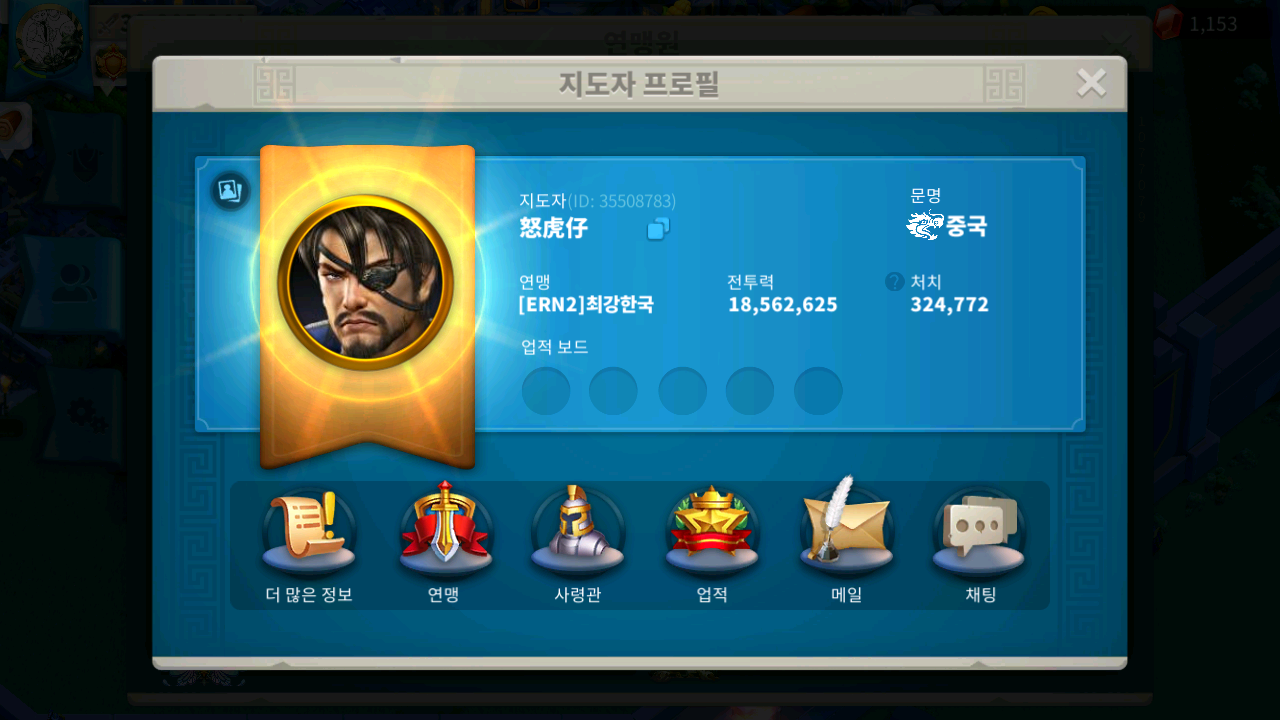 연맹원
1,153
지도자 프로필
지도자(ID: 35508783)
문명
怒虎仔
중국
연맹
전투력
? 처치
[ERN2]최강한국
18,562,625
324,772
업적 보드
더 많은 정보
연맹
사령관
업적
메일
채팅